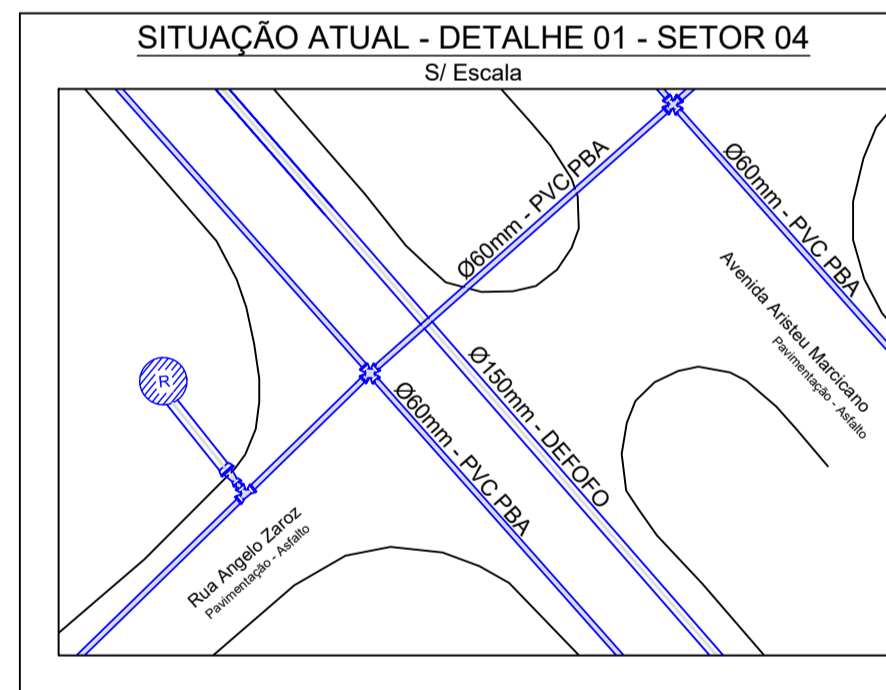 SITUAÇÃO ATUAL - DETALHE 01 - SETOR 04
S/ Escala
Ø60mm - PVC PBA
Ø60mm - PVC PBA
Avenida Aristeu Marcicano
Pavimentação - Asfalto
R
Ø60mm - PVC PBA
Ø150mm - DEFOFO
Rua Angelo Zaroz
Pavimentação - Asfalto